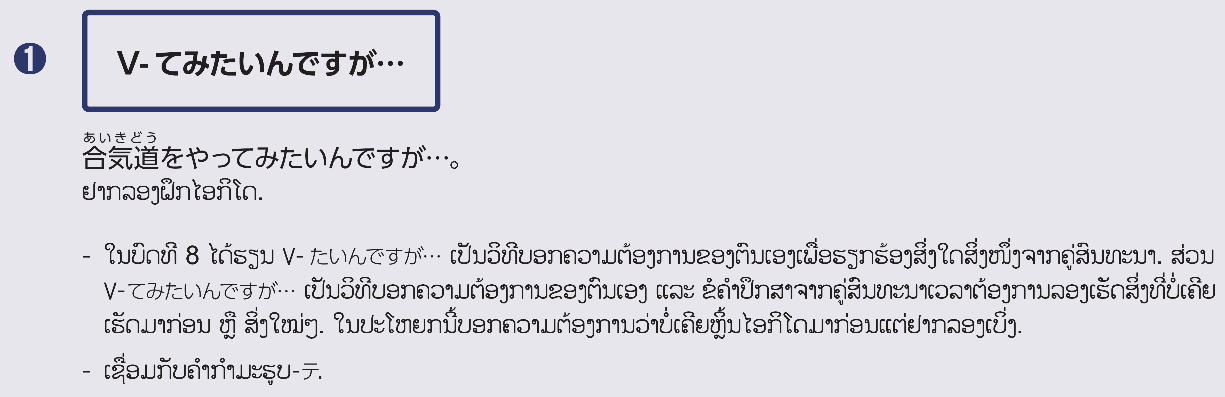 1
V- てみたいんですが…
あいきどう
合気道をやってみたいんですが…。
ຢາກລອງຝຶກໄອກິໂດ.
- ໃນບົດທີ 8 ໄດ້ຮຽນ V- たいんですが… ເປັນວິທີບອກຄວາມຕ້ອງການຂອງຕົນເອງເພື່ອຮຽກຮ້ອງສິ່ງໃດສິ່ງໜຶ່ງຈາກຄູ່ສົນທະນາ. ສ່ວນ
V-てみたいんですが… ເປັນວິທີບອກຄວາມຕ້ອງການຂອງຕົນເອງ ແລະ ຂໍຄຳປຶກສາຈາກຄູ່ສົນທະນາເວລາຕ້ອງການລອງເຮັດສິ່ງທີ່ບໍ່ເຄີຍ
ເຮັດມາກ່ອນ ຫຼື ສິ່ງໃໝ່ໆ. ໃນປະໂຫຍກນີ້ບອກຄວາມຕ້ອງການວ່າບໍ່ເຄີຍຫຼິ້ນໄອກິໂດມາກ່ອນແຕ່ຢາກລອງເບິ່ງ.
- ເຊື່ອມກັບຄຳກຳມະຮູບ-テ.